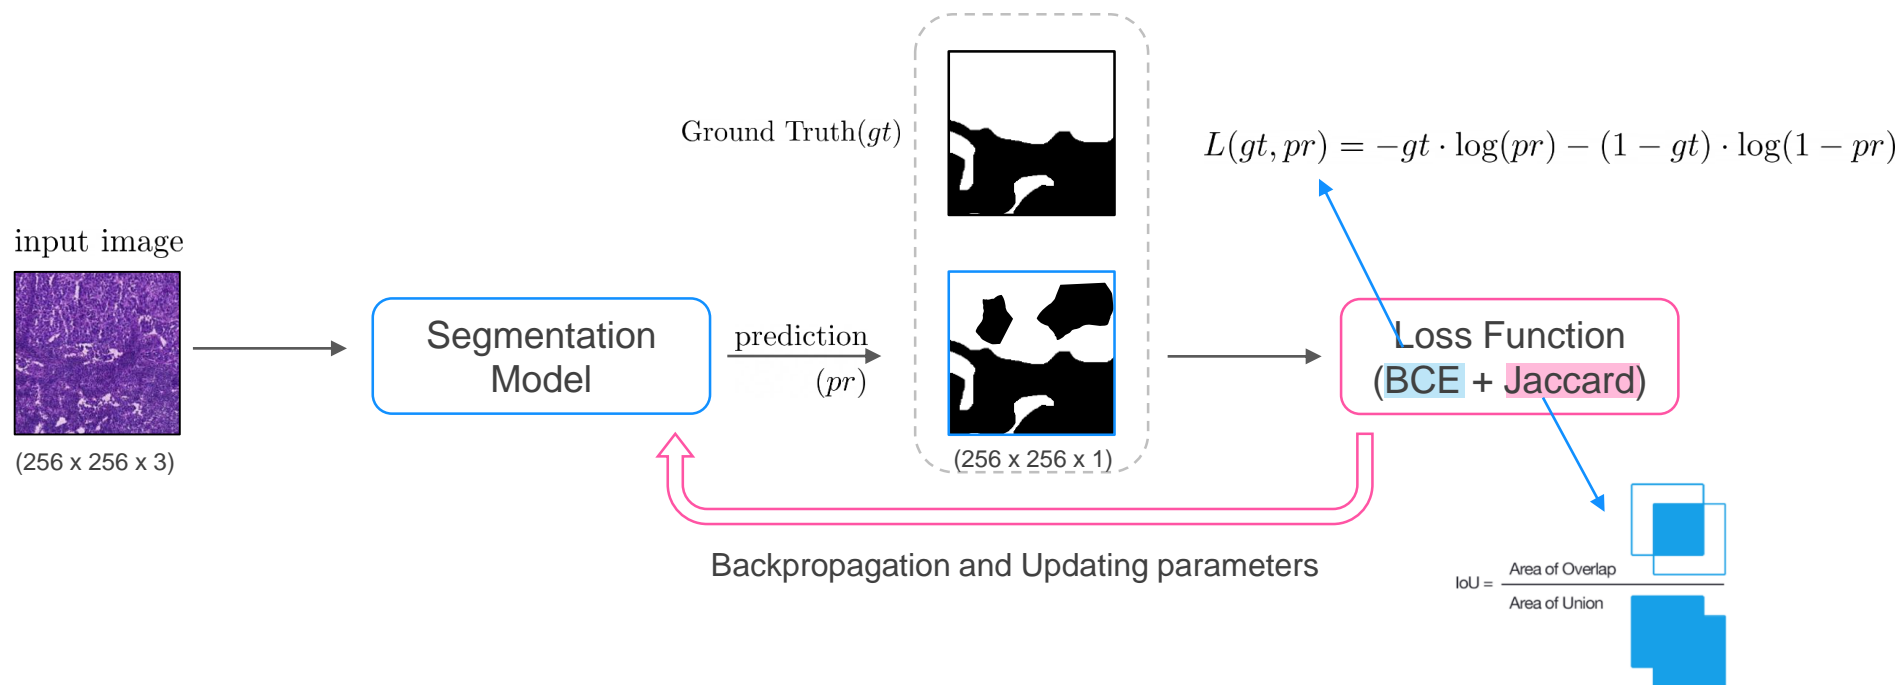 input image
(256 x 256 x 3)
Segmentation
Model
prediction
(pr)
Ground Truth(gt)
(256 x 256 x 1)
L(gt, pr) = −gt · log(pr) − (1 − gt) · log(1 − pr)
Loss Function
(BCE + Jaccard)
Backpropagation and Updating parameters
IoU =
Area of Overlap
Area of Union